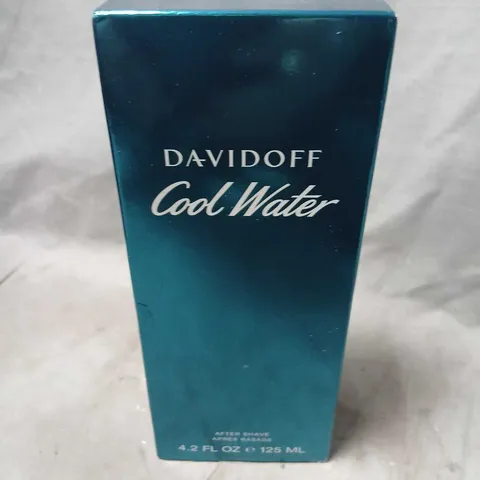 DAVIDOFF
Cool Water
AFTER SHAVE
APRÈS RASAGE
4.2 FL OZ ℮ 125 ML